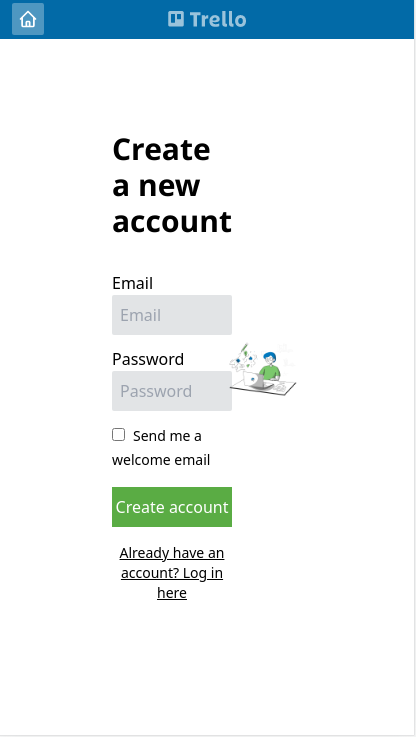 Trello
Create
a new
account
Email
Email
Password
Password
Send me a
welcome email
Create account
Already have an
account? Log in
here